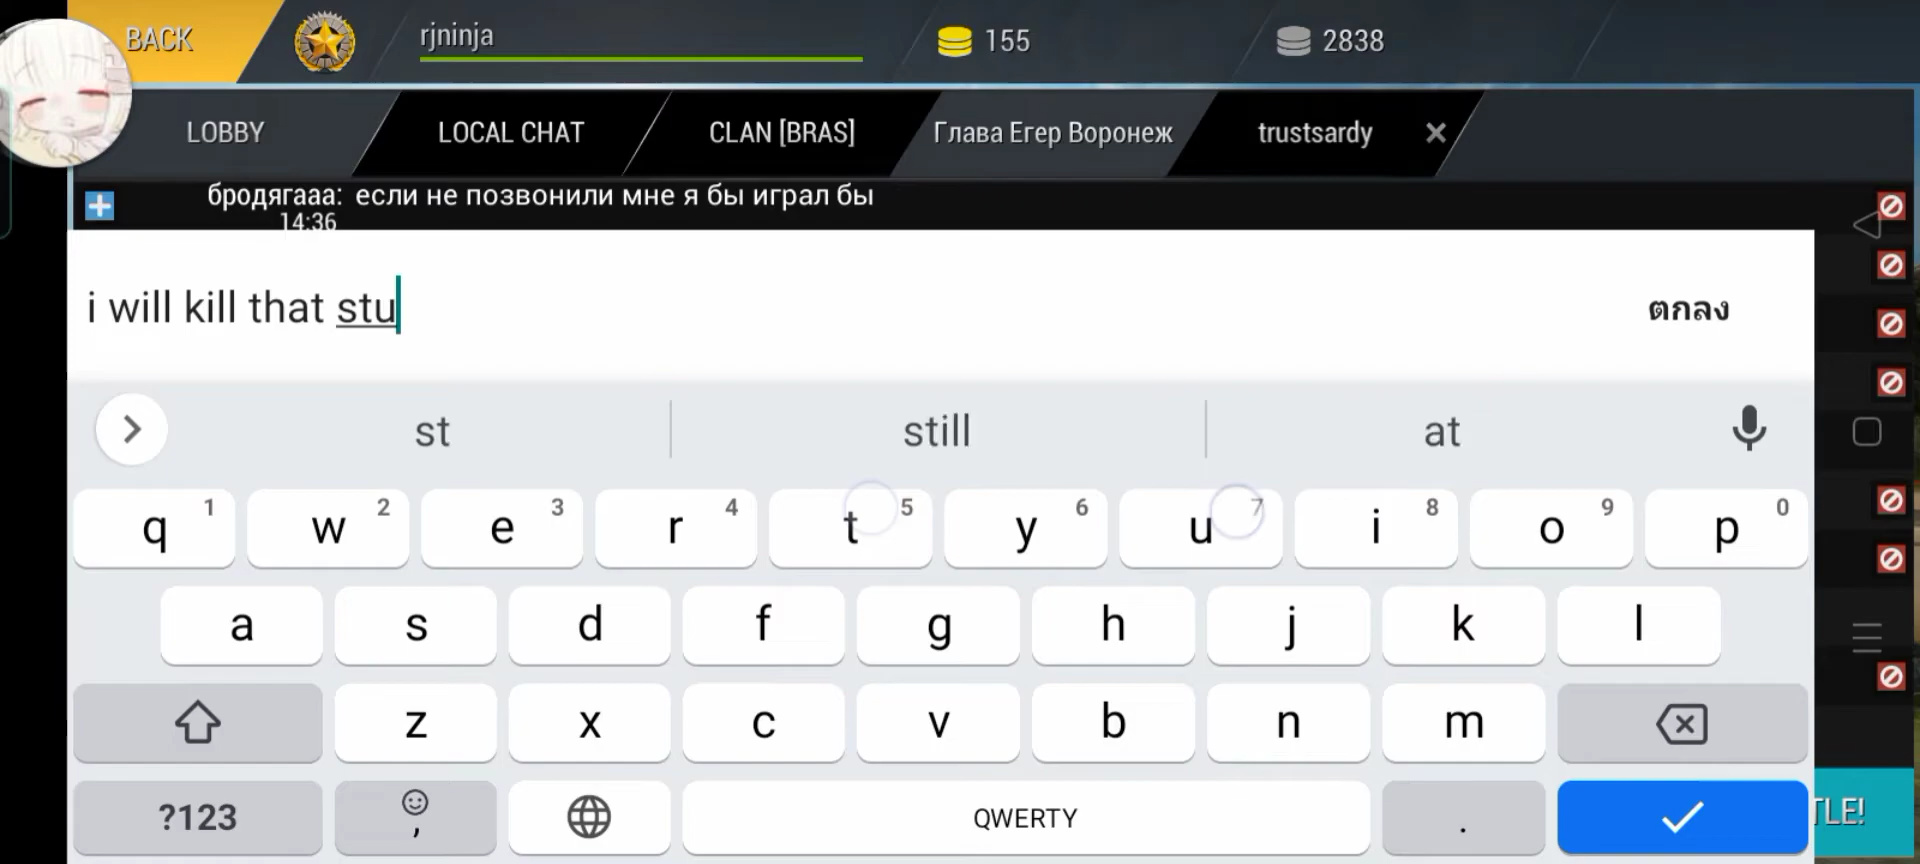 BACK
rjninja
155
2838
LOBBY
LOCAL CHAT
CLAN [BRAS]
Глава Егер Воронеж
trustsardy
бродягааа: если не позвонили мне я бы играл бы
14:36
i will kill that stu
ตกลง
st
still
at
q 1 w 2 e 3 r 4 t 5 y 6 u 7 i 8 o 9 p 0
a s d f g h j k l
z x c v b n m
?123 , QWERTY .
TLE!